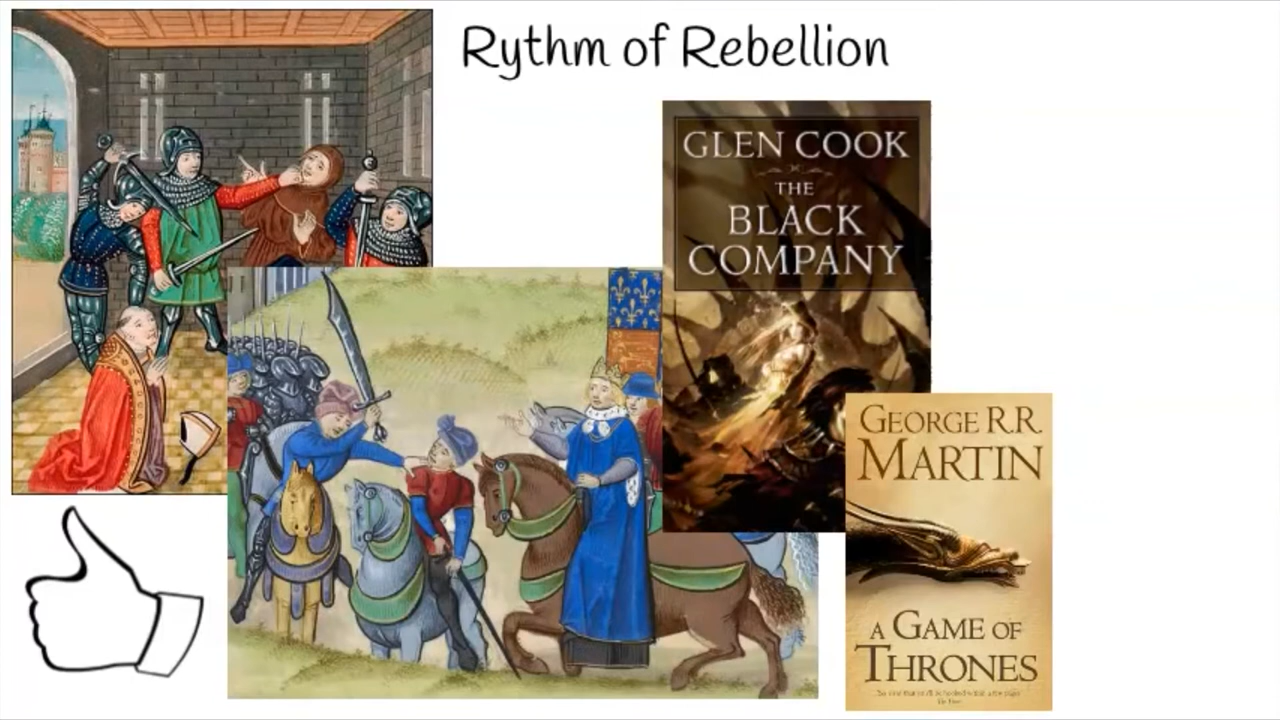 Rythm of Rebellion
GLEN COOK
THE
BLACK
COMPANY
GEORGE R.R.
MARTIN
A GAME OF
THRONES